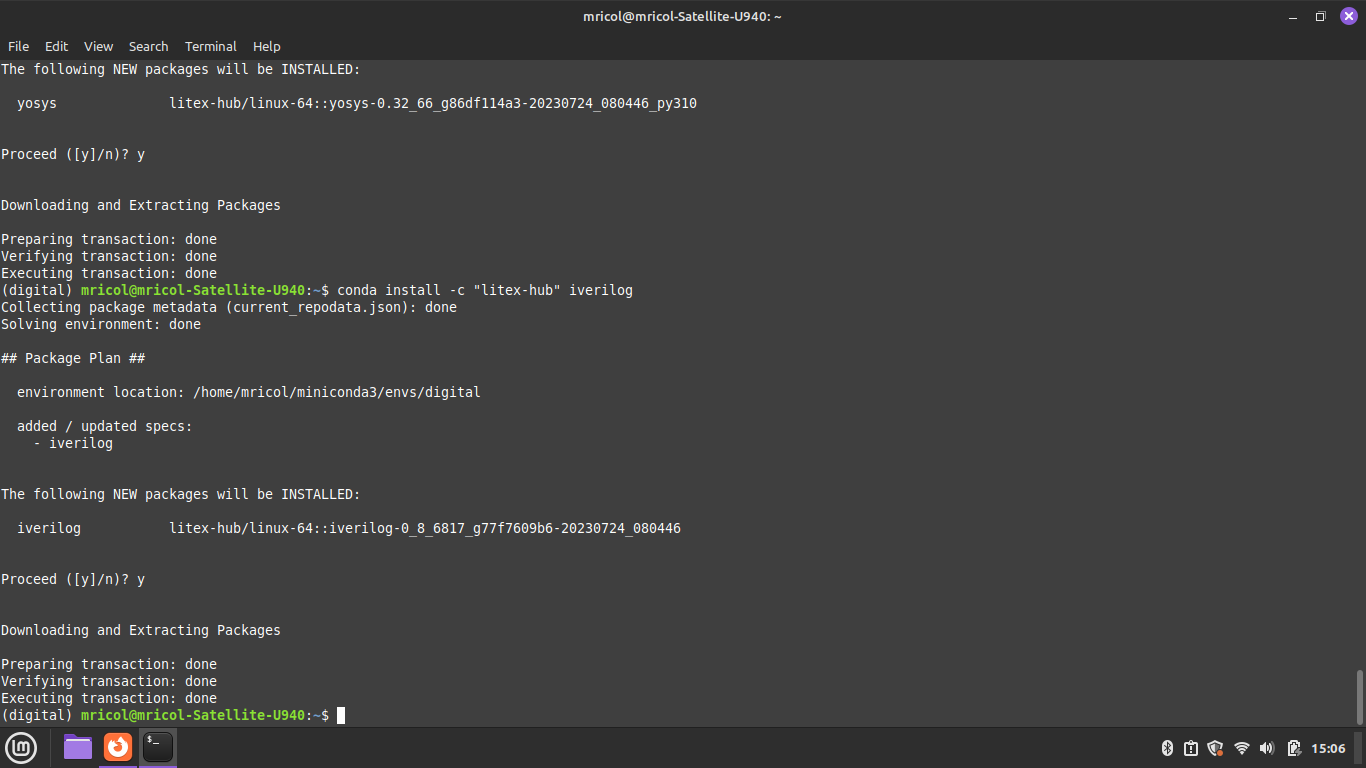 mricol@mricol-Satellite-U940: ~
File Edit View Search Terminal Help
The following NEW packages will be INSTALLED:
yosys litex-hub/linux-64::yosys-0.32_66_g86df114a3-20230724_080446_py310
Proceed ([y]/n)? y
Downloading and Extracting Packages
Preparing transaction: done
Verifying transaction: done
Executing transaction: done
(digital) mricol@mricol-Satellite-U940:~$ conda install -c "litex-hub" iverilog
Collecting package metadata (current_repodata.json): done
Solving environment: done
## Package Plan ##
environment location: /home/mricol/miniconda3/envs/digital
added / updated specs:
- iverilog
The following NEW packages will be INSTALLED:
iverilog litex-hub/linux-64::iverilog-0_8_6817_g77f7609b6-20230724_080446
Proceed ([y]/n)? y
Downloading and Extracting Packages
Preparing transaction: done
Verifying transaction: done
Executing transaction: done
(digital) mricol@mricol-Satellite-U940:~$
15:06